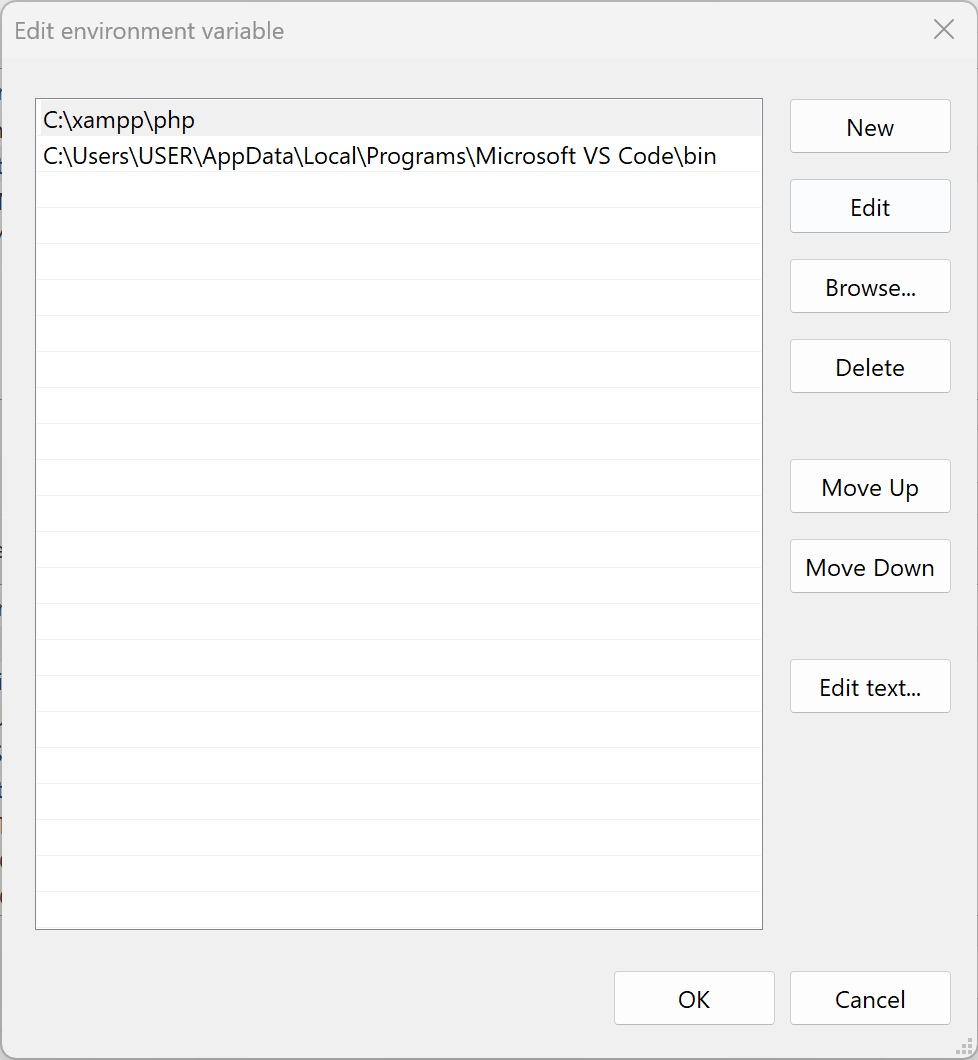 Edit environment variable
C:\xampp\php
C:\Users\USER\AppData\Local\Programs\Microsoft VS Code\bin
New
Edit
Browse...
Delete
Move Up
Move Down
Edit text...
OK
Cancel